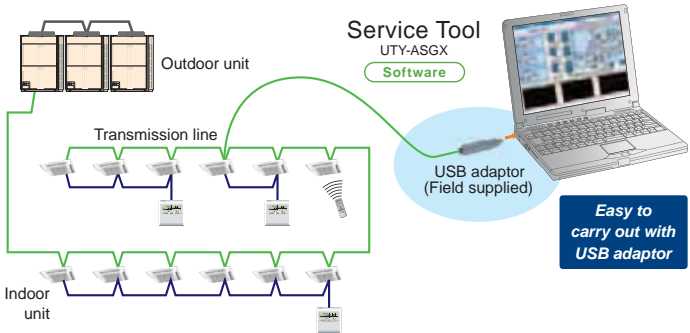 Service Tool
UTY-ASGX
Software
Outdoor unit
Transmission line
USB adaptor
(Field supplied)
Easy to
carry out with
USB adaptor
Indoor
unit